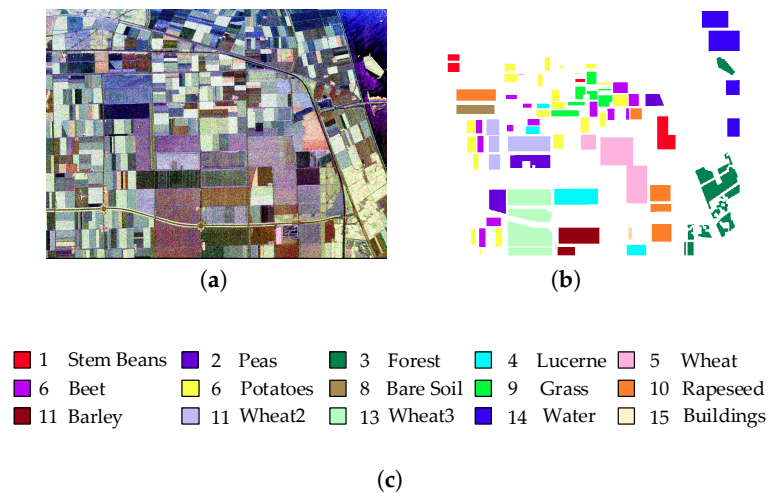 (a) (b)
1 Stem Beans 2 Peas 3 Forest 4 Lucerne 5 Wheat
6 Beet 6 Potatoes 8 Bare Soil 9 Grass 10 Rapeseed
11 Barley 11 Wheat2 13 Wheat3 14 Water 15 Buildings
(c)